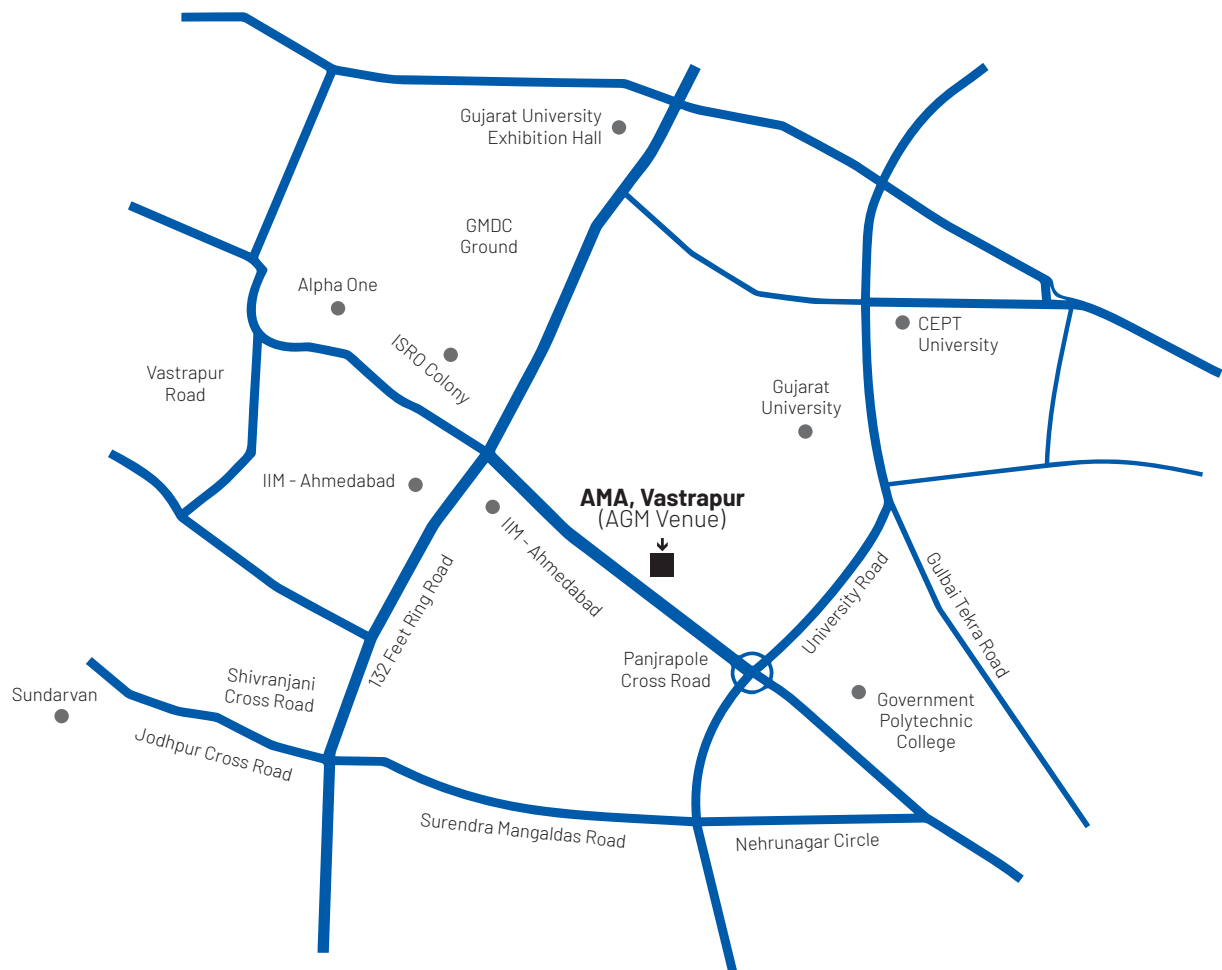 Gujarat University
Exhibition Hall
GMDC
Ground
Alpha One
ISRO Colony
CEPT
University
Vastrapur
Road
Gujarat
University
IIM - Ahmedabad
AMA, Vastrapur
(AGM Venue)
IIM - Ahmedabad
University Road
Gulbai Tekra Road
132 Feet Ring Road
Panjrapole
Cross Road
Shivranjani
Cross Road
Sundarvan
Government
Polytechnic
College
Jodhpur Cross Road
Surendra Mangaldas Road
Nehrunagar Circle